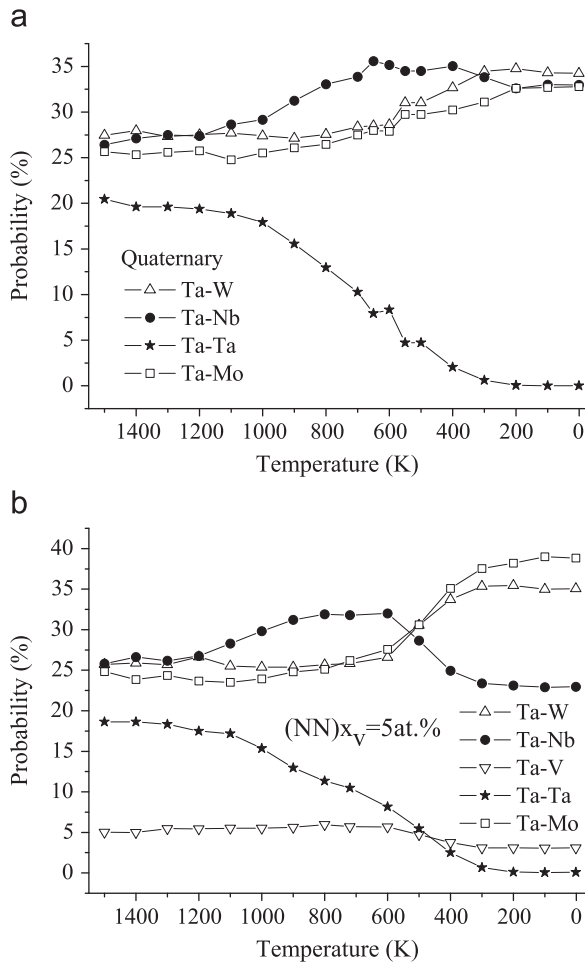 a
35
30
25
20
15
10
5
0
Probability (%)
Quaternary
Ta-W
Ta-Nb
Ta-Ta
Ta-Mo
1400 1200 1000 800 600 400 200 0
Temperature (K)
b
40
35
30
25
20
15
10
5
0
Probability (%)
(NN)x_v=5at.%
Ta-W
Ta-Nb
Ta-V
Ta-Ta
Ta-Mo
1400 1200 1000 800 600 400 200 0
Temperature (K)